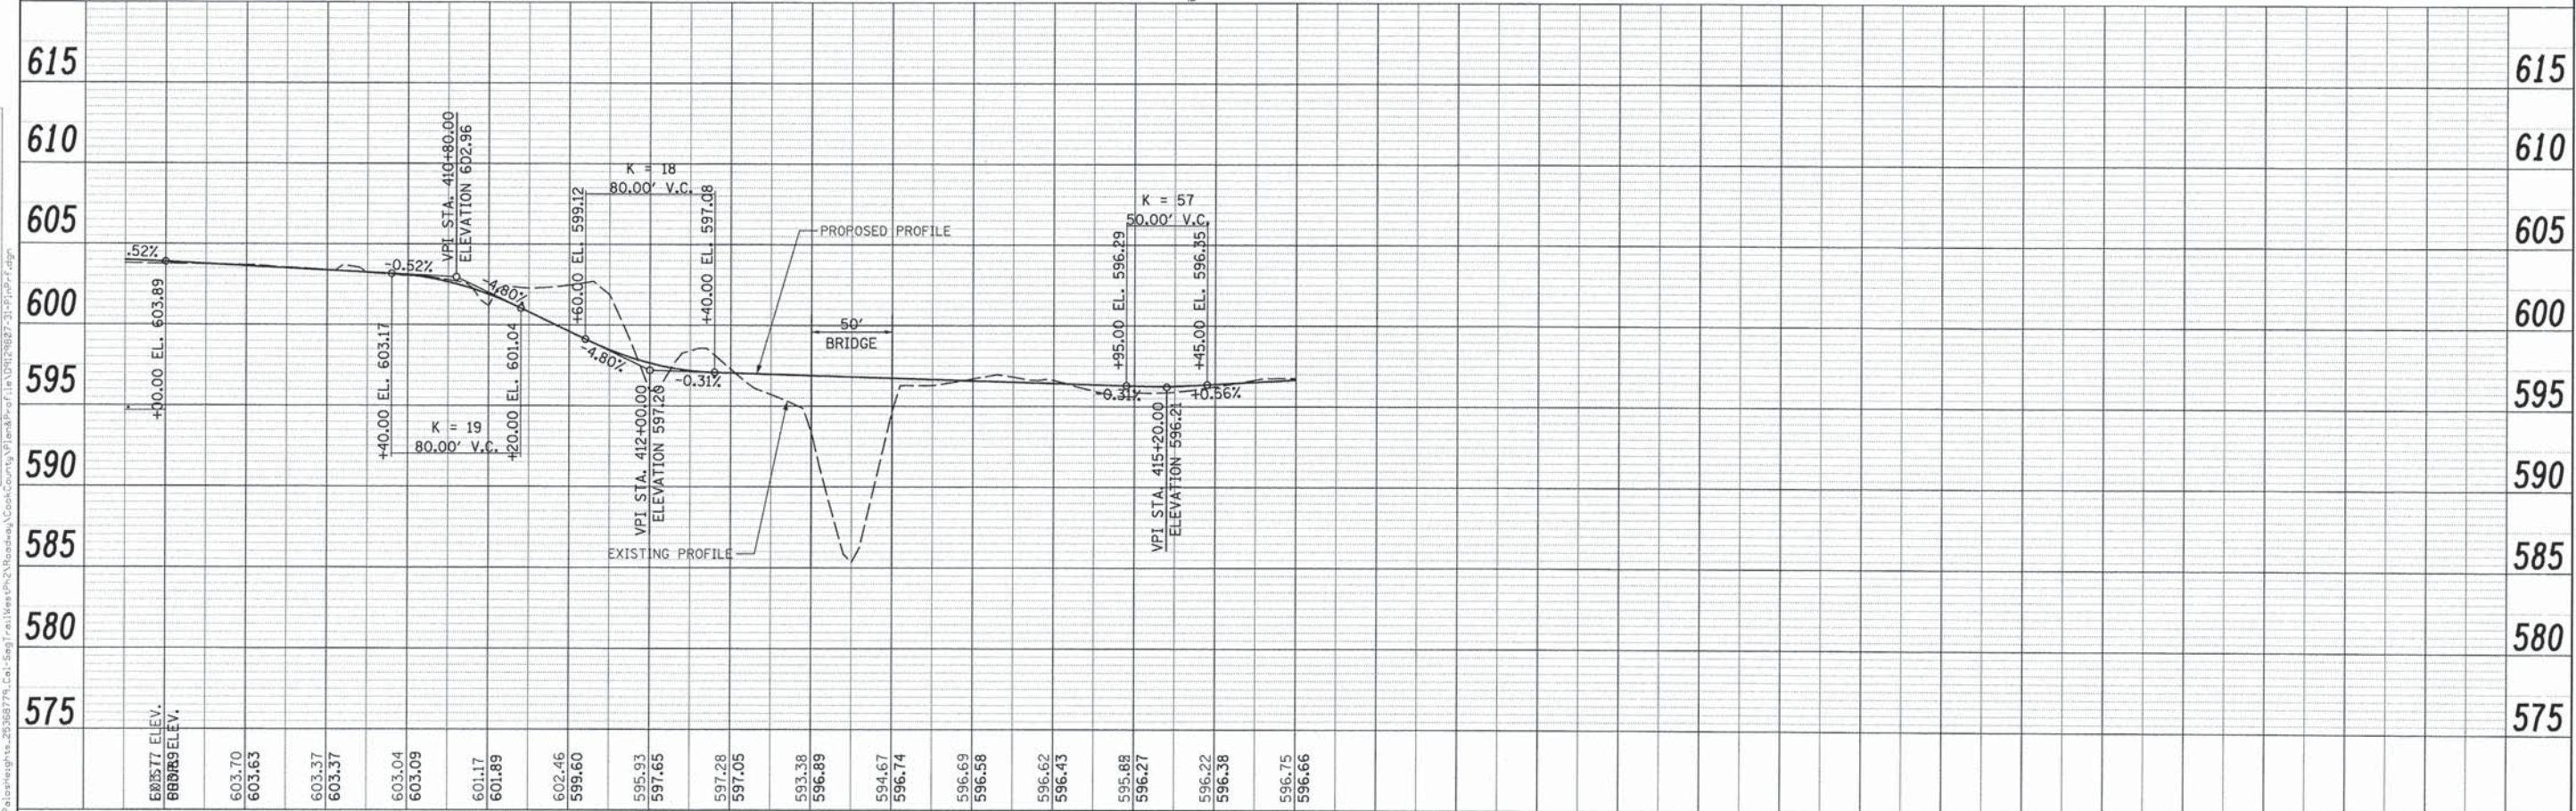 615
615
610
610
605
605
600
600
595
595
590
590
585
585
580
580
575
575
.52%
+00.00 EL. 603.89
-0.52%
VPI STA. 410+80.00
ELEVATION 602.96
-4.80%
+40.00 EL. 603.17
K = 19
80.00' V.C.
+20.00 EL. 601.04
K = 18
80.00' V.C.
+60.00 EL. 599.12
+40.00 EL. 597.08
-4.80%
VPI STA. 412+00.00
ELEVATION 597.20
-0.31%
PROPOSED PROFILE
EXISTING PROFILE
50'
BRIDGE
K = 57
50.00' V.C.
+95.00 EL. 596.29
+45.00 EL. 596.35
-0.31%
+0.56%
VPI STA. 415+20.00
ELEVATION 596.21
ELEV.
ELEV.
603.70
603.63
603.37
603.37
603.04
603.09
601.17
601.89
602.46
599.60
595.93
597.65
597.28
597.05
593.38
596.89
594.67
596.74
596.69
596.58
596.62
596.43
595.88
596.27
596.22
596.38
596.75
596.66